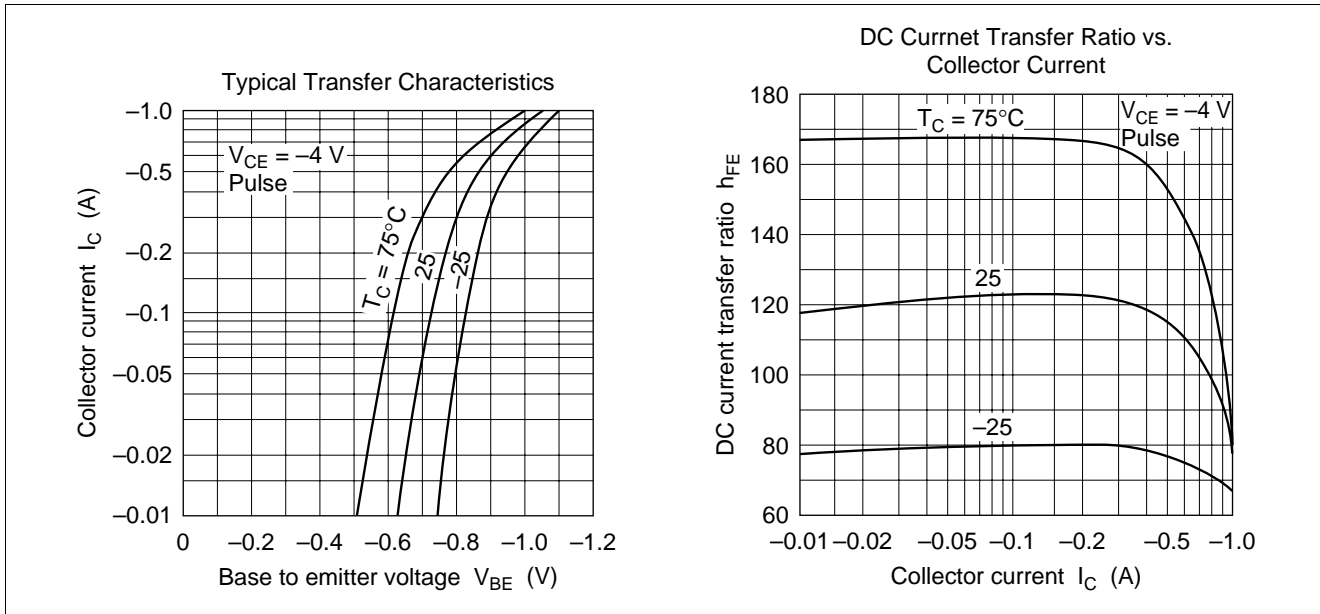 Typical Transfer Characteristics
–1.0
–0.5
–0.2
–0.1
–0.05
–0.02
–0.01
Collector current I_C (A)
V_CE = –4 V
Pulse
T_C = 75°C
25
–25
0 –0.2 –0.4 –0.6 –0.8 –1.0 –1.2
Base to emitter voltage V_BE (V)
DC Currnet Transfer Ratio vs.
Collector Current
180
160
140
120
100
80
60
DC current transfer ratio h_FE
T_C = 75°C
V_CE = –4 V
Pulse
25
–25
–0.01 –0.02 –0.05 –0.1 –0.2 –0.5 –1.0
Collector current I_C (A)